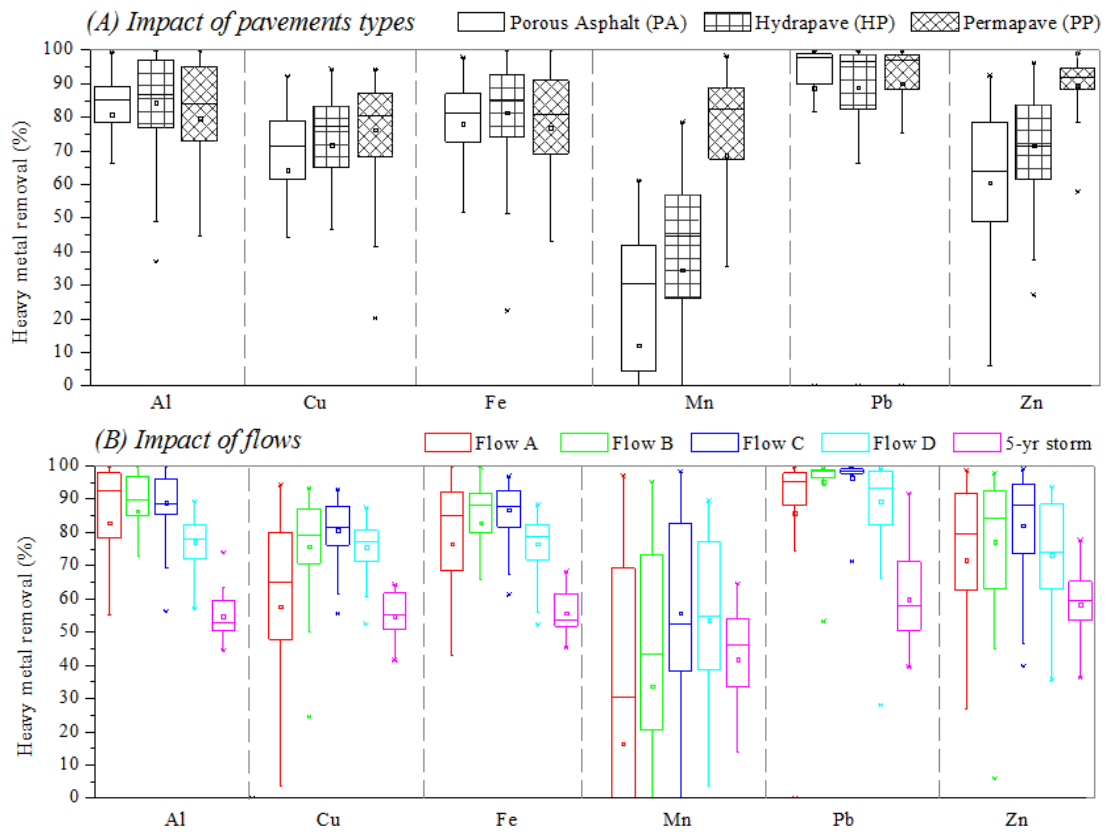 (A) Impact of pavements types
Porous Asphalt (PA) Hydrapave (HP) Permapave (PP)
Heavy metal removal (%)
100
90
80
70
60
50
40
30
20
10
0
Al Cu Fe Mn Pb Zn
(B) Impact of flows
Flow A Flow B Flow C Flow D 5-yr storm
Heavy metal removal (%)
100
90
80
70
60
50
40
30
20
10
0
Al Cu Fe Mn Pb Zn